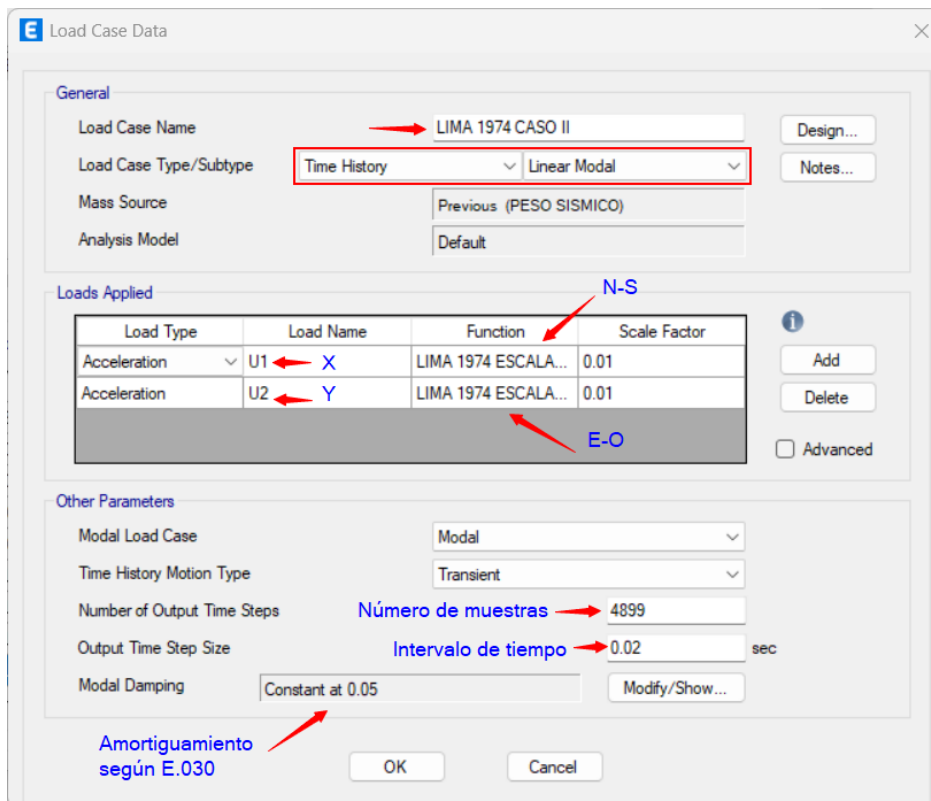 E Load Case Data
General
Load Case Name LIMA 1974 CASO II Design...
Load Case Type/Subtype Time History Linear Modal Notes...
Mass Source Previous (PESO SISMICO)
Analysis Model Default
Loads Applied N-S
Load Type Load Name Function Scale Factor i
Acceleration U1 X LIMA 1974 ESCALA... 0.01 Add
Acceleration U2 Y LIMA 1974 ESCALA... 0.01 Delete
E-O Advanced
Other Parameters
Modal Load Case Modal
Time History Motion Type Transient
Number of Output Time Steps Número de muestras 4899
Output Time Step Size Intervalo de tiempo 0.02 sec
Modal Damping Constant at 0.05 Modify/Show...
Amortiguamiento
según E.030
OK Cancel